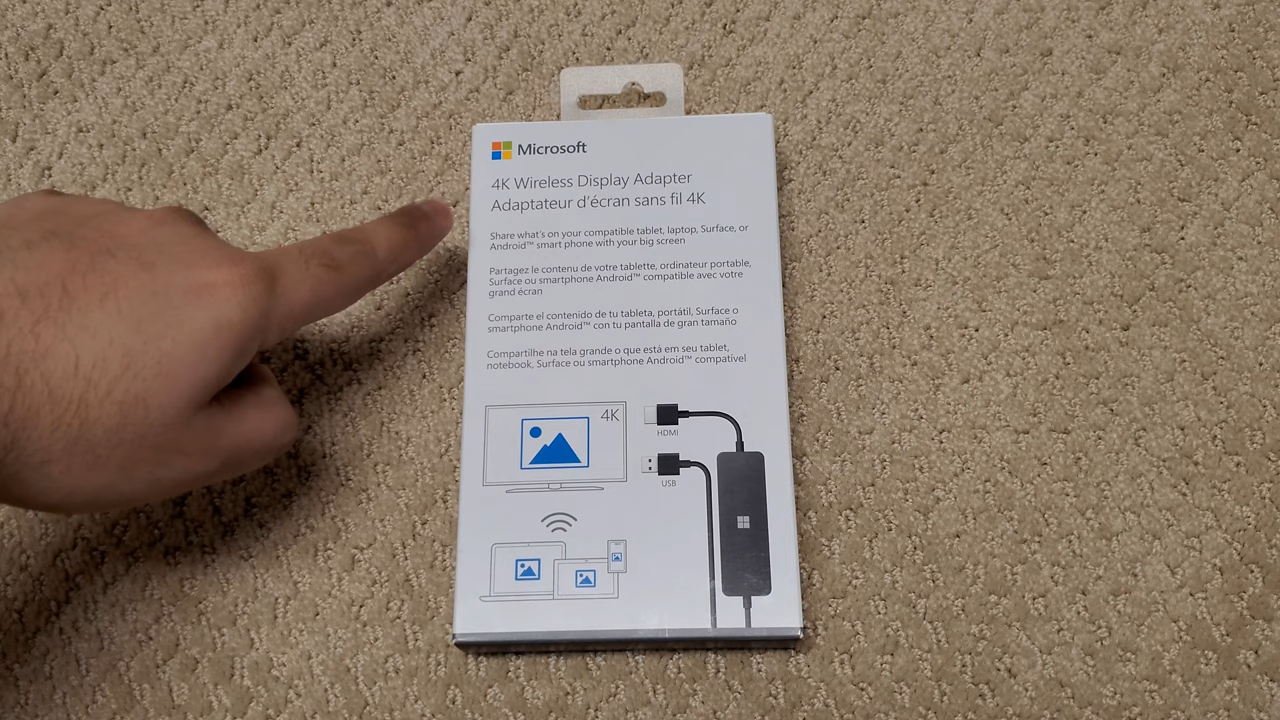 Microsoft
4K Wireless Display Adapter
Adaptateur d'écran sans fil 4K
Share what's on your compatible tablet, laptop, Surface, or
Android™ smart phone with your big screen
Partagez le contenu de votre tablette, ordinateur portable,
Surface ou smartphone Android™ compatible avec votre
grand écran
Comparte el contenido de tu tableta, portátil, Surface o
smartphone Android™ con tu pantalla de gran tamaño
Compartilhe na tela grande o que está em seu tablet,
notebook, Surface ou smartphone Android™ compatível
4K
HDMI
USB